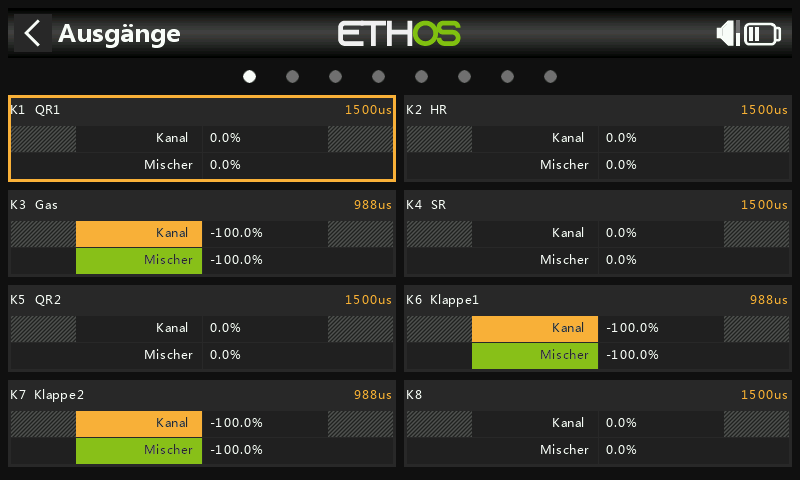 Ausgänge
ETHOS
K1 QR1 1500us
Kanal 0.0%
Mischer 0.0%
K2 HR 1500us
Kanal 0.0%
Mischer 0.0%
K3 Gas 988us
Kanal -100.0%
Mischer -100.0%
K4 SR 1500us
Kanal 0.0%
Mischer 0.0%
K5 QR2 1500us
Kanal 0.0%
Mischer 0.0%
K6 Klappe1 988us
Kanal -100.0%
Mischer -100.0%
K7 Klappe2 988us
Kanal -100.0%
Mischer -100.0%
K8 1500us
Kanal 0.0%
Mischer 0.0%